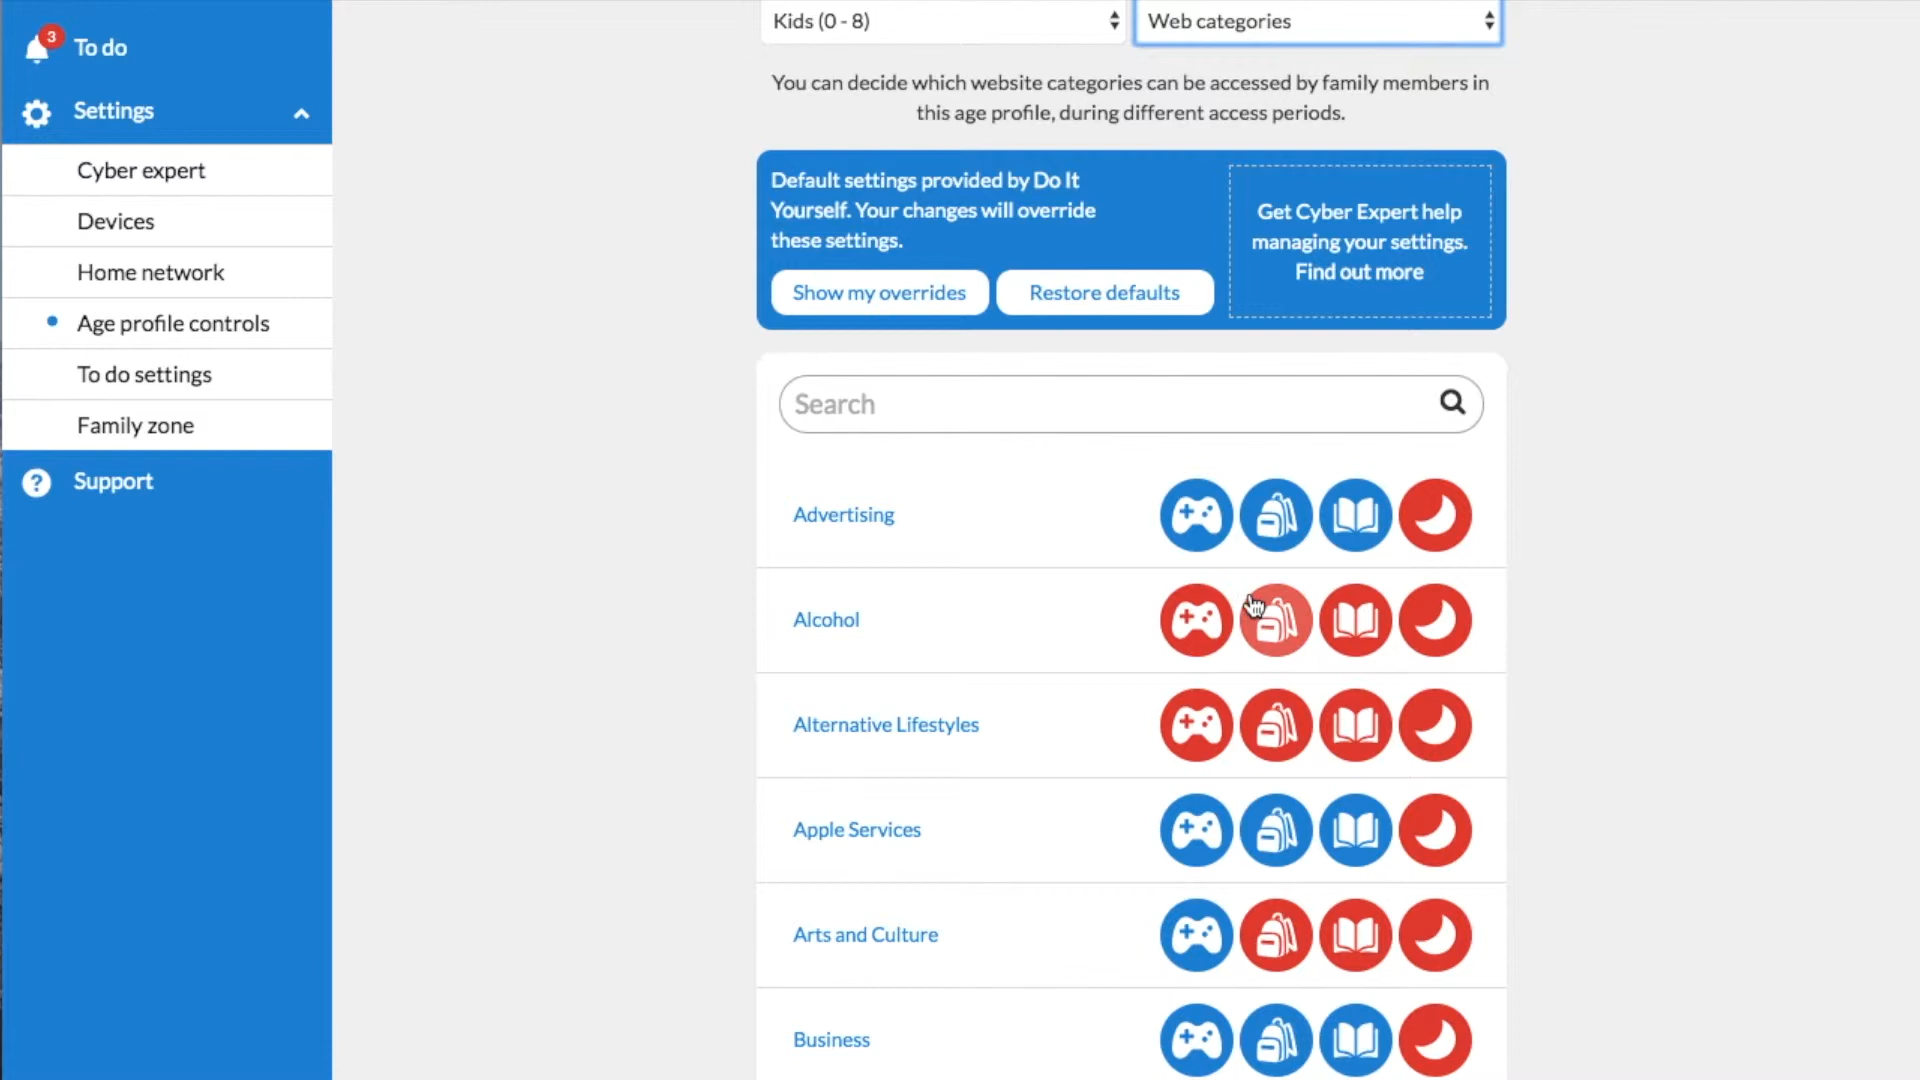 3
To do
Settings
Cyber expert
Devices
Home network
Age profile controls
To do settings
Family zone
? Support
Kids (0 - 8)
Web categories
You can decide which website categories can be accessed by family members in
this age profile, during different access periods.
Default settings provided by Do It
Yourself. Your changes will override
these settings.
Show my overrides
Restore defaults
Get Cyber Expert help
managing your settings.
Find out more
Search
Advertising
Alcohol
Alternative Lifestyles
Apple Services
Arts and Culture
Business